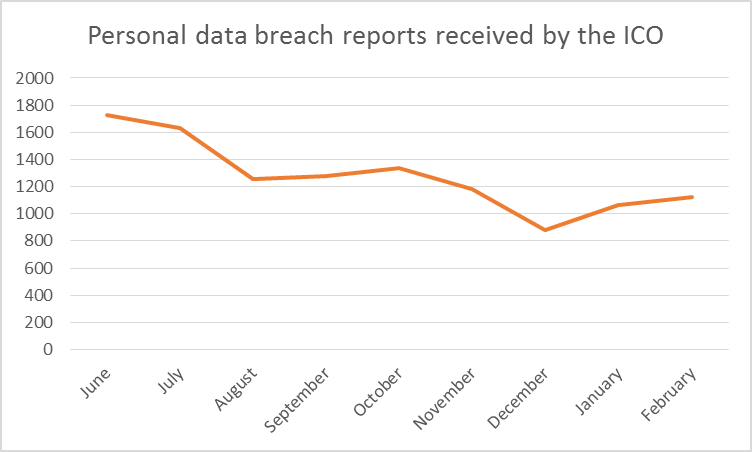 Personal data breach reports received by the ICO
2000
1800
1600
1400
1200
1000
800
600
400
200
0
June
July
August
September
October
November
December
January
February